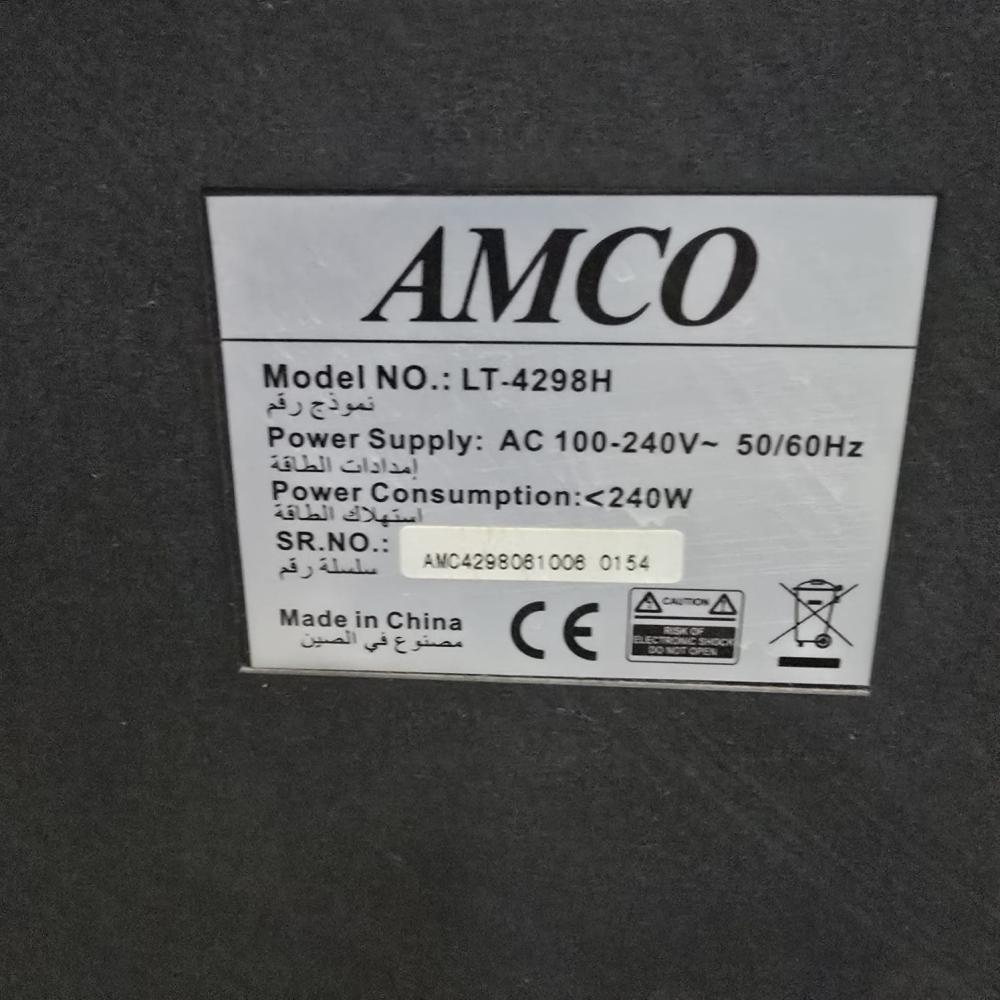 AMCO
Model NO.: LT-4298H
نموذج رقم
Power Supply: AC 100-240V~ 50/60Hz
إمدادات الطاقة
Power Consumption:<240W
استهلاك الطاقة
SR.NO.: AMC4298061006 0154
سلسلة رقم
Made in China
مصنوع في الصين
CE
CAUTION
RISK OF
ELECTRONIC SHOCK
DO NOT OPEN